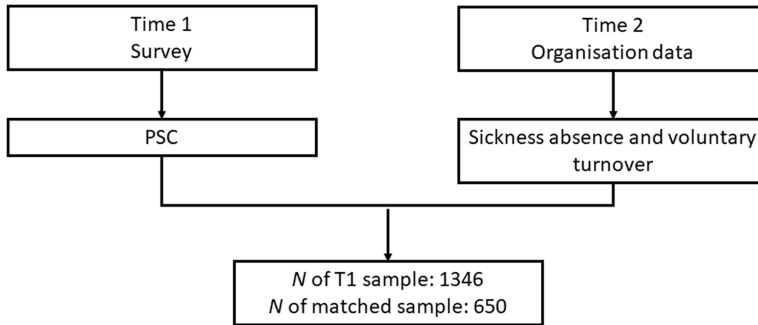 Time 1
Survey
Time 2
Organisation data
PSC
Sickness absence and voluntary
turnover
N of T1 sample: 1346
N of matched sample: 650